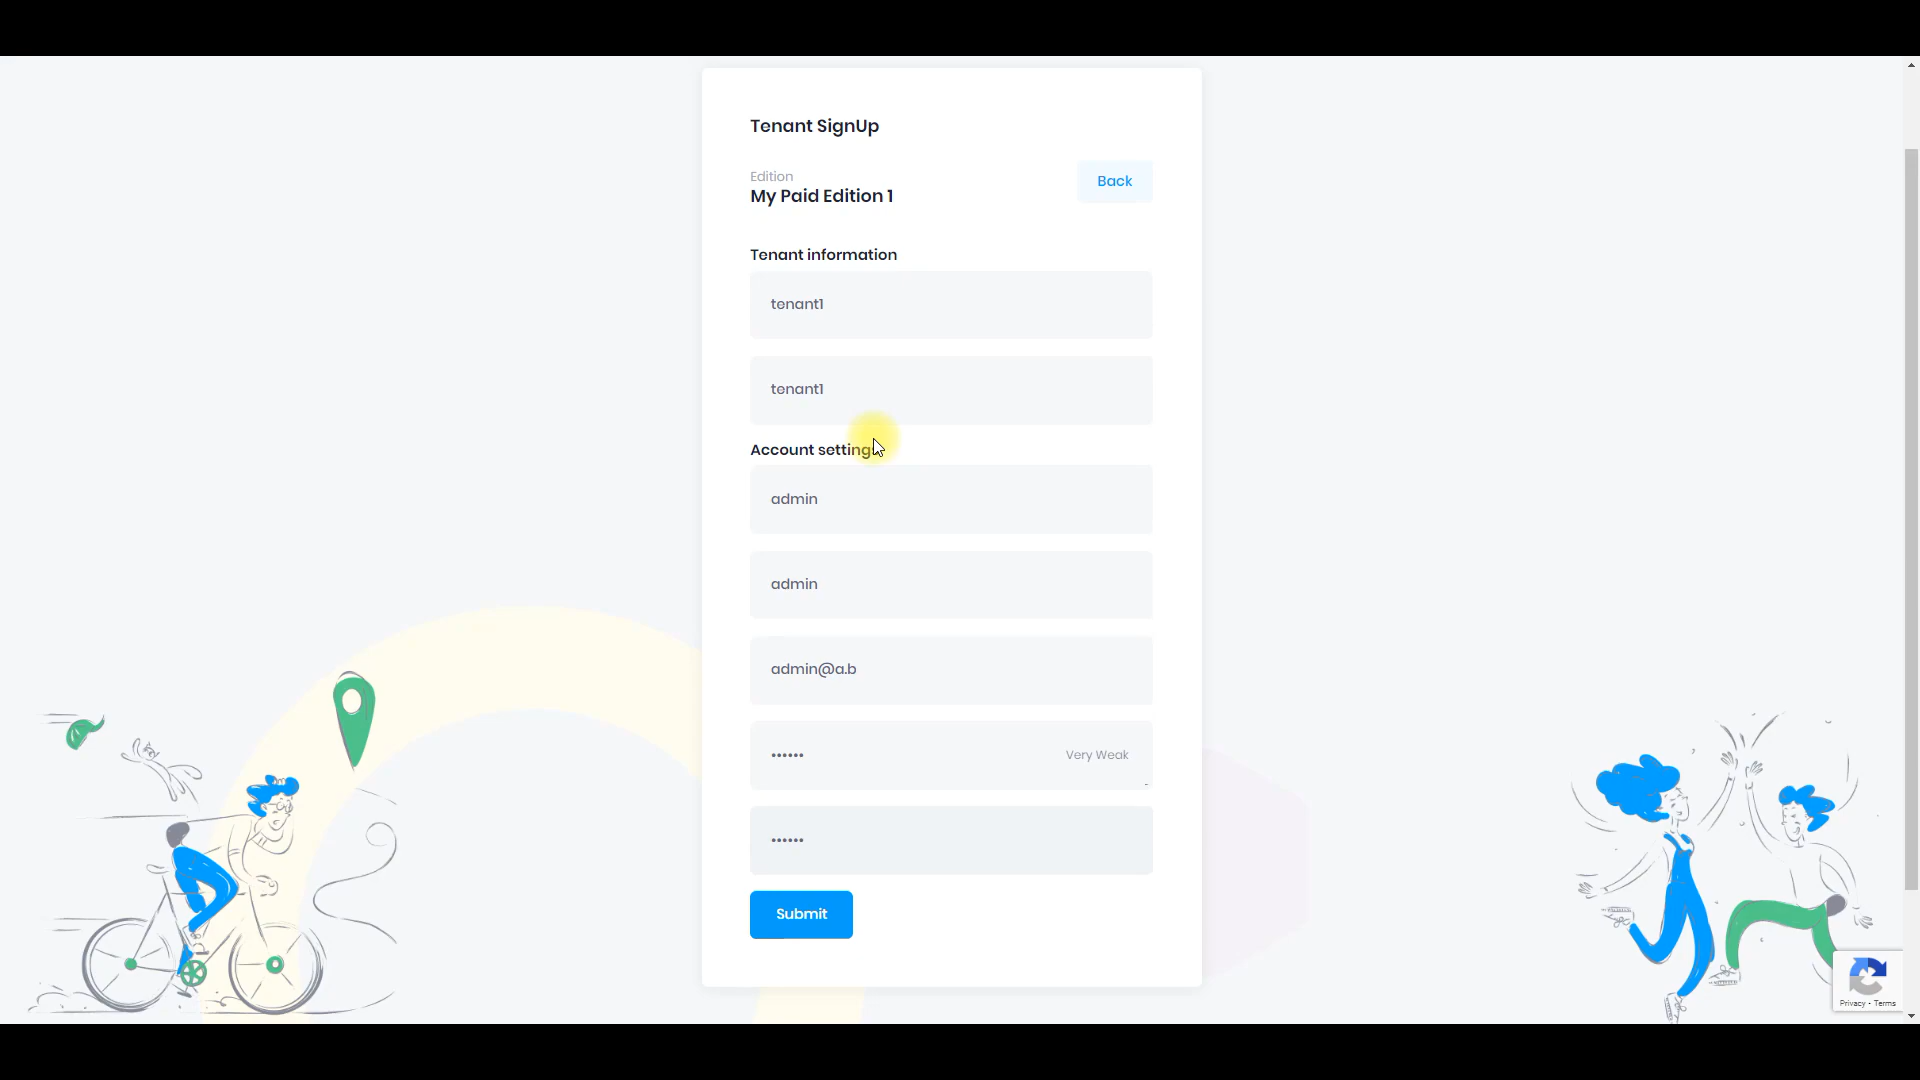 Tenant SignUp
Edition
My Paid Edition 1
Back
Tenant information
tenant1
tenant1
Account settings
admin
admin
admin@a.b
••••••
Very Weak
••••••
Submit
Privacy - Terms